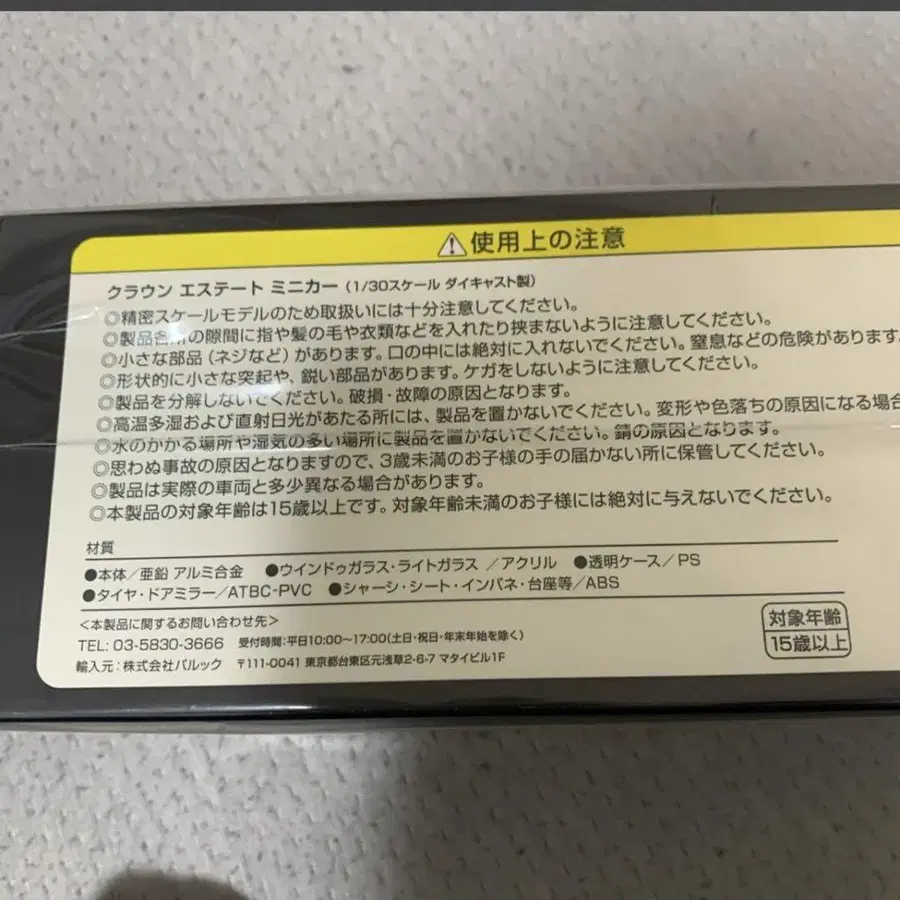 ⚠使用上の注意
クラウン エステート ミニカー（1/30スケール ダイキャスト製）
◎精密スケールモデルのため取扱いには十分注意してください。
◎製品各所の隙間に指や髪の毛や衣類などを入れたり挟まないように注意してください。
◎小さな部品（ネジなど）があります。口の中には絶対に入れないでください。窒息などの危険があります。
◎形状的に小さな突起や、鋭い部品があります。ケガをしないように注意してください。
◎製品を分解しないでください。破損・故障の原因となります。
◎高温多湿および直射日光があたる所には、製品を置かないでください。変形や色落ちの原因になる場合
◎水のかかる場所や湿気の多い場所に製品を置かないでください。錆の原因となります。
◎思わぬ事故の原因となりますので、3歳未満のお子様の手の届かない所に保管してください。
◎製品は実際の車両と多少異なる場合があります。
◎本製品の対象年齢は15歳以上です。対象年齢未満のお子様には絶対に与えないでください。
材質
●本体／亜鉛 アルミ合金 ●ウインドゥガラス・ライトガラス ／アクリル ●透明ケース／PS
●タイヤ・ドアミラー／ATBC-PVC ●シャーシ・シート・インパネ・台座等／ABS
＜本製品に関するお問い合わせ先＞
TEL: 03-5830-3666 受付時間:平日10:00〜17:00(土日・祝日・年末年始を除く)
輸入元：株式会社バルック 〒111-0041 東京都台東区元浅草2-6-7 マタイビル1F
対象年齢
15歳以上